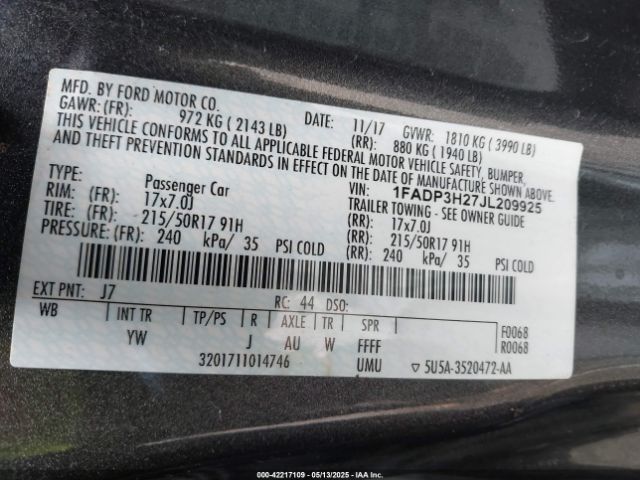 MFD. BY FORD MOTOR CO. DATE: 11/17 GVWR: 1810 KG ( 3990 LB)
GAWR: (FR): 972 KG ( 2143 LB) (RR): 880 KG ( 1940 LB)
THIS VEHICLE CONFORMS TO ALL APPLICABLE FEDERAL MOTOR VEHICLE SAFETY, BUMPER,
AND THEFT PREVENTION STANDARDS IN EFFECT ON THE DATE OF MANUFACTURE SHOWN ABOVE.
TYPE: Passenger Car VIN: 1FADP3H27JL209925
TRAILER TOWING - SEE OWNER GUIDE
RIM: (FR): 17x7.0J (RR): 17x7.0J
TIRE: (FR): 215/50R17 91H (RR): 215/50R17 91H
PRESSURE: (FR): 240 kPa/ 35 PSI COLD (RR): 240 kPa/ 35 PSI COLD
EXT PNT: J7 RC: 44 DSO:
WB INT TR TP/PS R AXLE TR SPR F0068
YW J AU W FFFF R0068
3201711014746 UMU ▽ 5U5A-3520472-AA
000-42217109 - 05/13/2025 - IAA Inc.